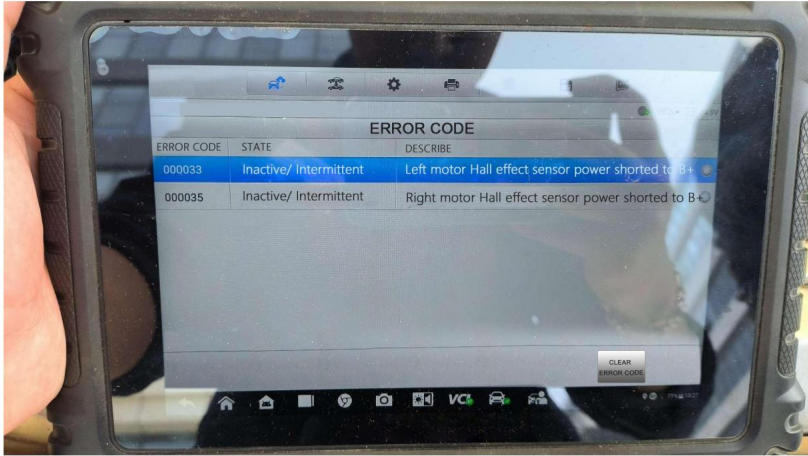 ERROR CODE
ERROR CODE STATE DESCRIBE
000033 Inactive/ Intermittent Left motor Hall effect sensor power shorted to B+
000035 Inactive/ Intermittent Right motor Hall effect sensor power shorted to B+
CLEAR
ERROR CODE
VCI